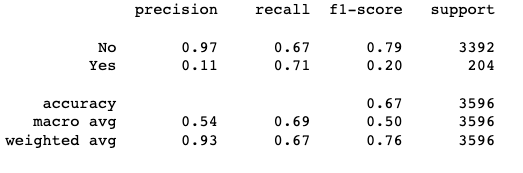 precision recall f1-score support
No 0.97 0.67 0.79 3392
Yes 0.11 0.71 0.20 204
accuracy 0.67 3596
macro avg 0.54 0.69 0.50 3596
weighted avg 0.93 0.67 0.76 3596